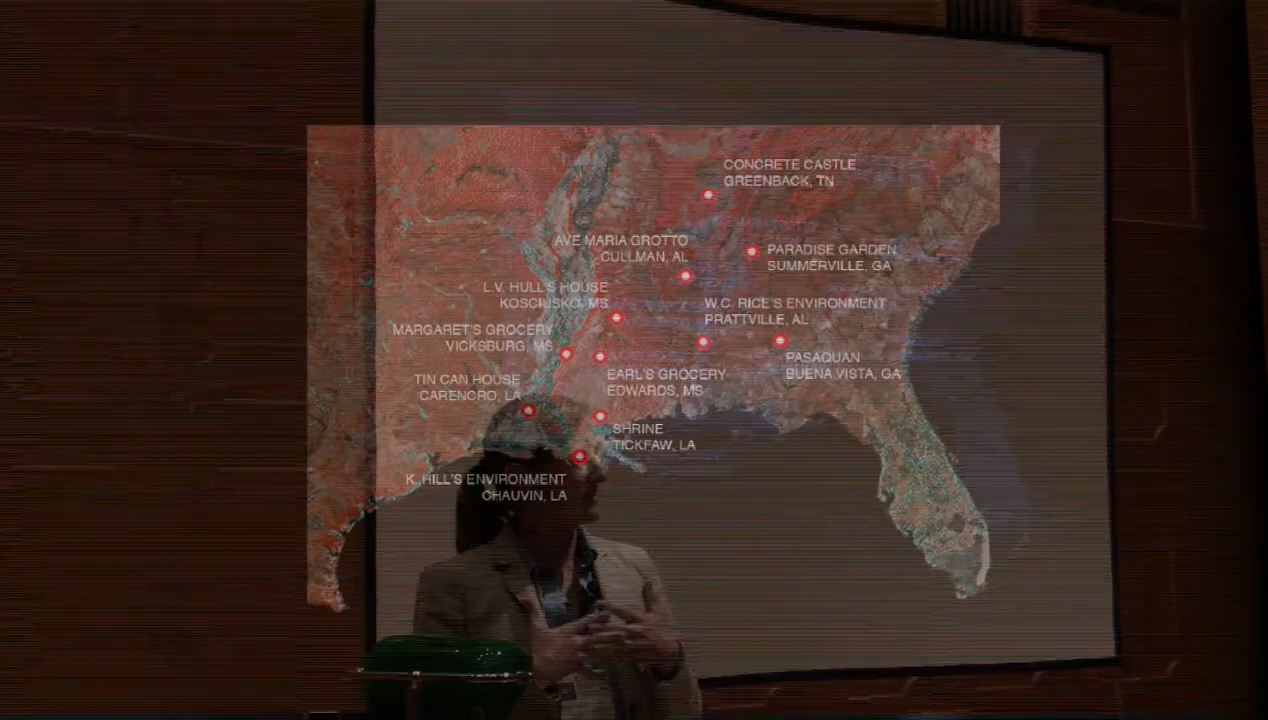 CONCRETE CASTLE
GREENBACK, TN
AVE MARIA GROTTO
CULLMAN, AL
PARADISE GARDEN
SUMMERVILLE, GA
L.V. HULL'S HOUSE
KOSCIUSKO, MS
W.C. RICE'S ENVIRONMENT
PRATTVILLE, AL
MARGARET'S GROCERY
VICKSBURG, MS
PASAQUAN
BUENA VISTA, GA
EARL'S GROCERY
EDWARDS, MS
TIN CAN HOUSE
CARENCRO, LA
SHRINE
TICKFAW, LA
K. HILL'S ENVIRONMENT
CHAUVIN, LA